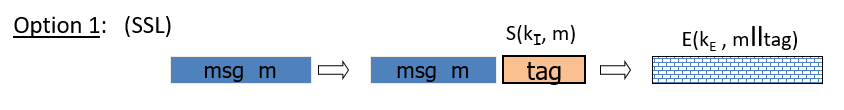 Option 1: (SSL)
S(kI, m)
E(kE , m||tag)
msg m
msg m
tag